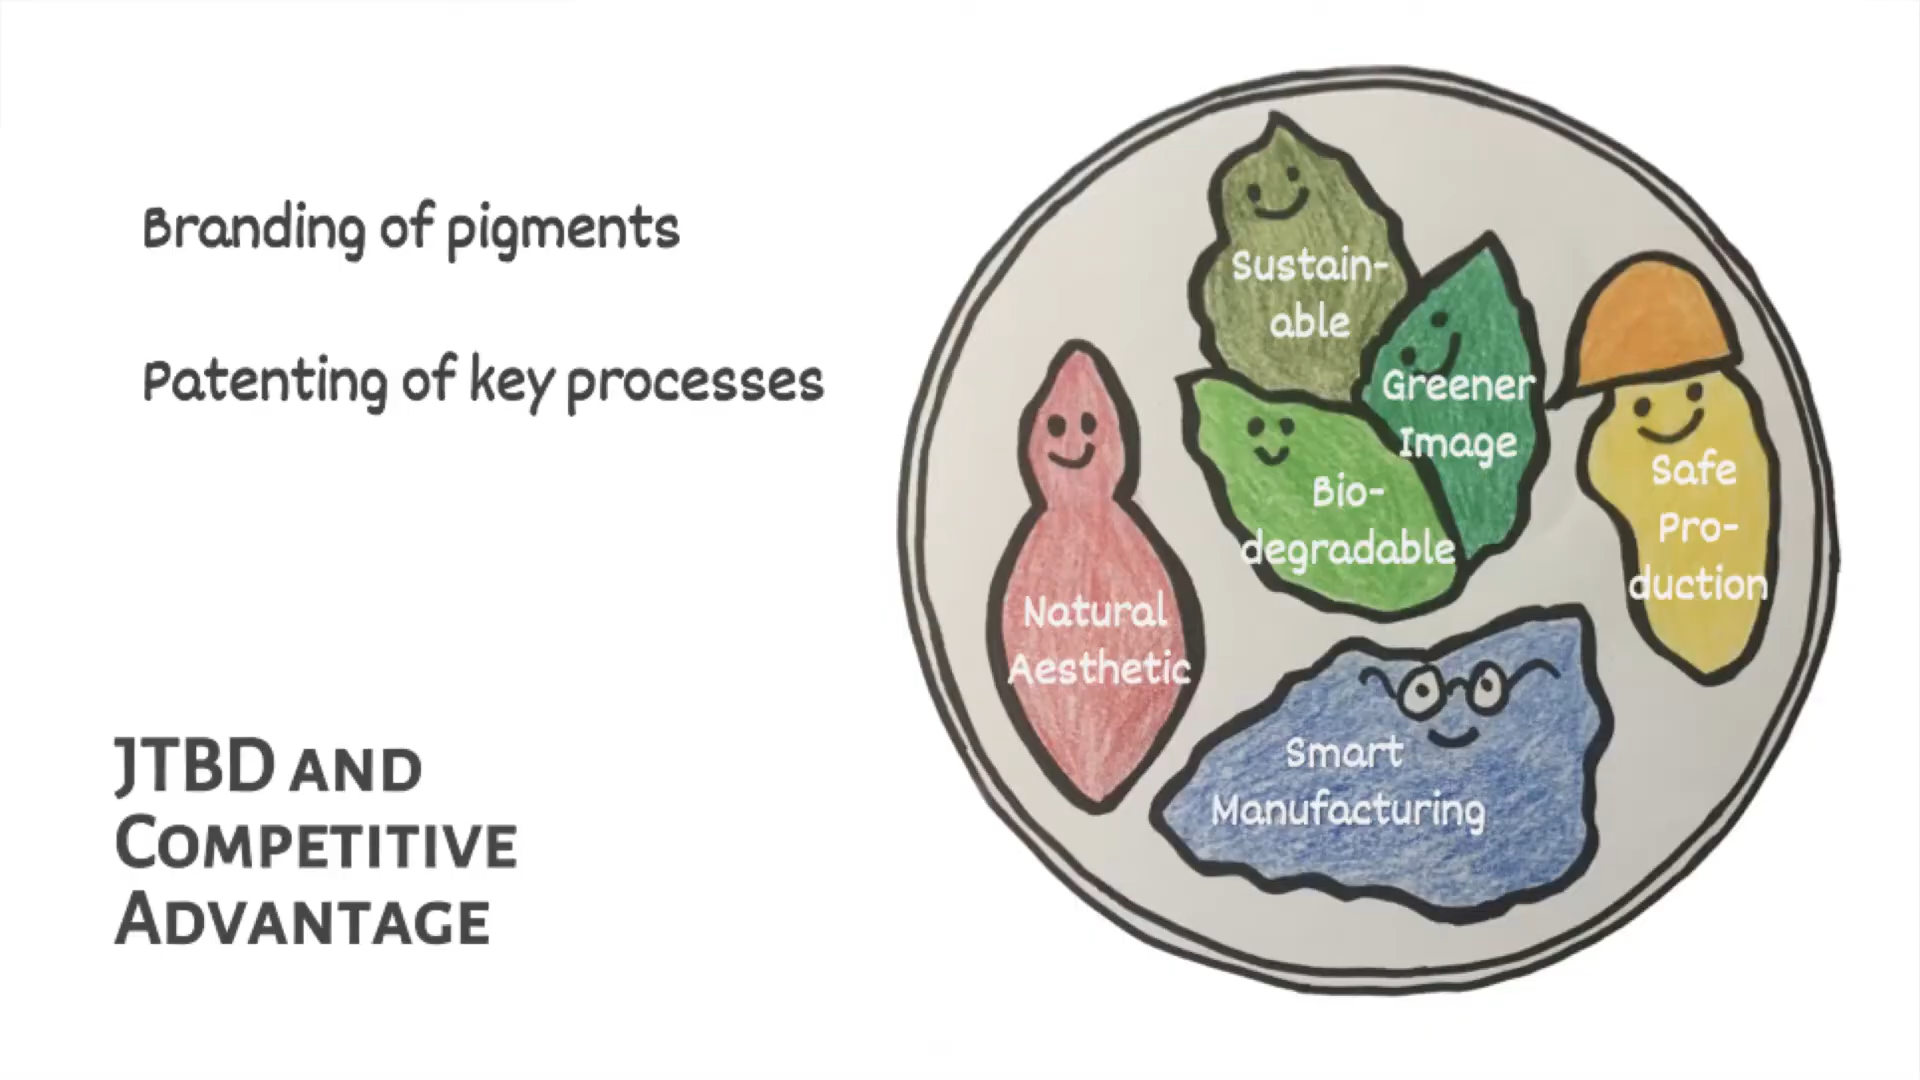 Branding of pigments
Patenting of key processes
JTBD AND
COMPETITIVE
ADVANTAGE
Sustain-
able
Greener
Image
Bio-
degradable
Safe
Pro-
duction
Natural
Aesthetic
Smart
Manufacturing